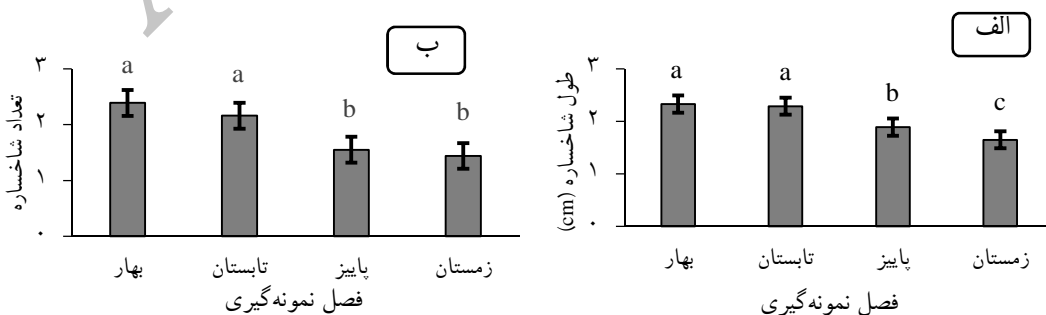 الف
طول شاخساره (cm)
۳
۲
۱
۰
a
a
b
c
بهار
تابستان
پاییز
زمستان
فصل نمونه‌گیری
ب
تعداد شاخساره
۳
۲
۱
۰
a
a
b
b
بهار
تابستان
پاییز
زمستان
فصل نمونه‌گیری